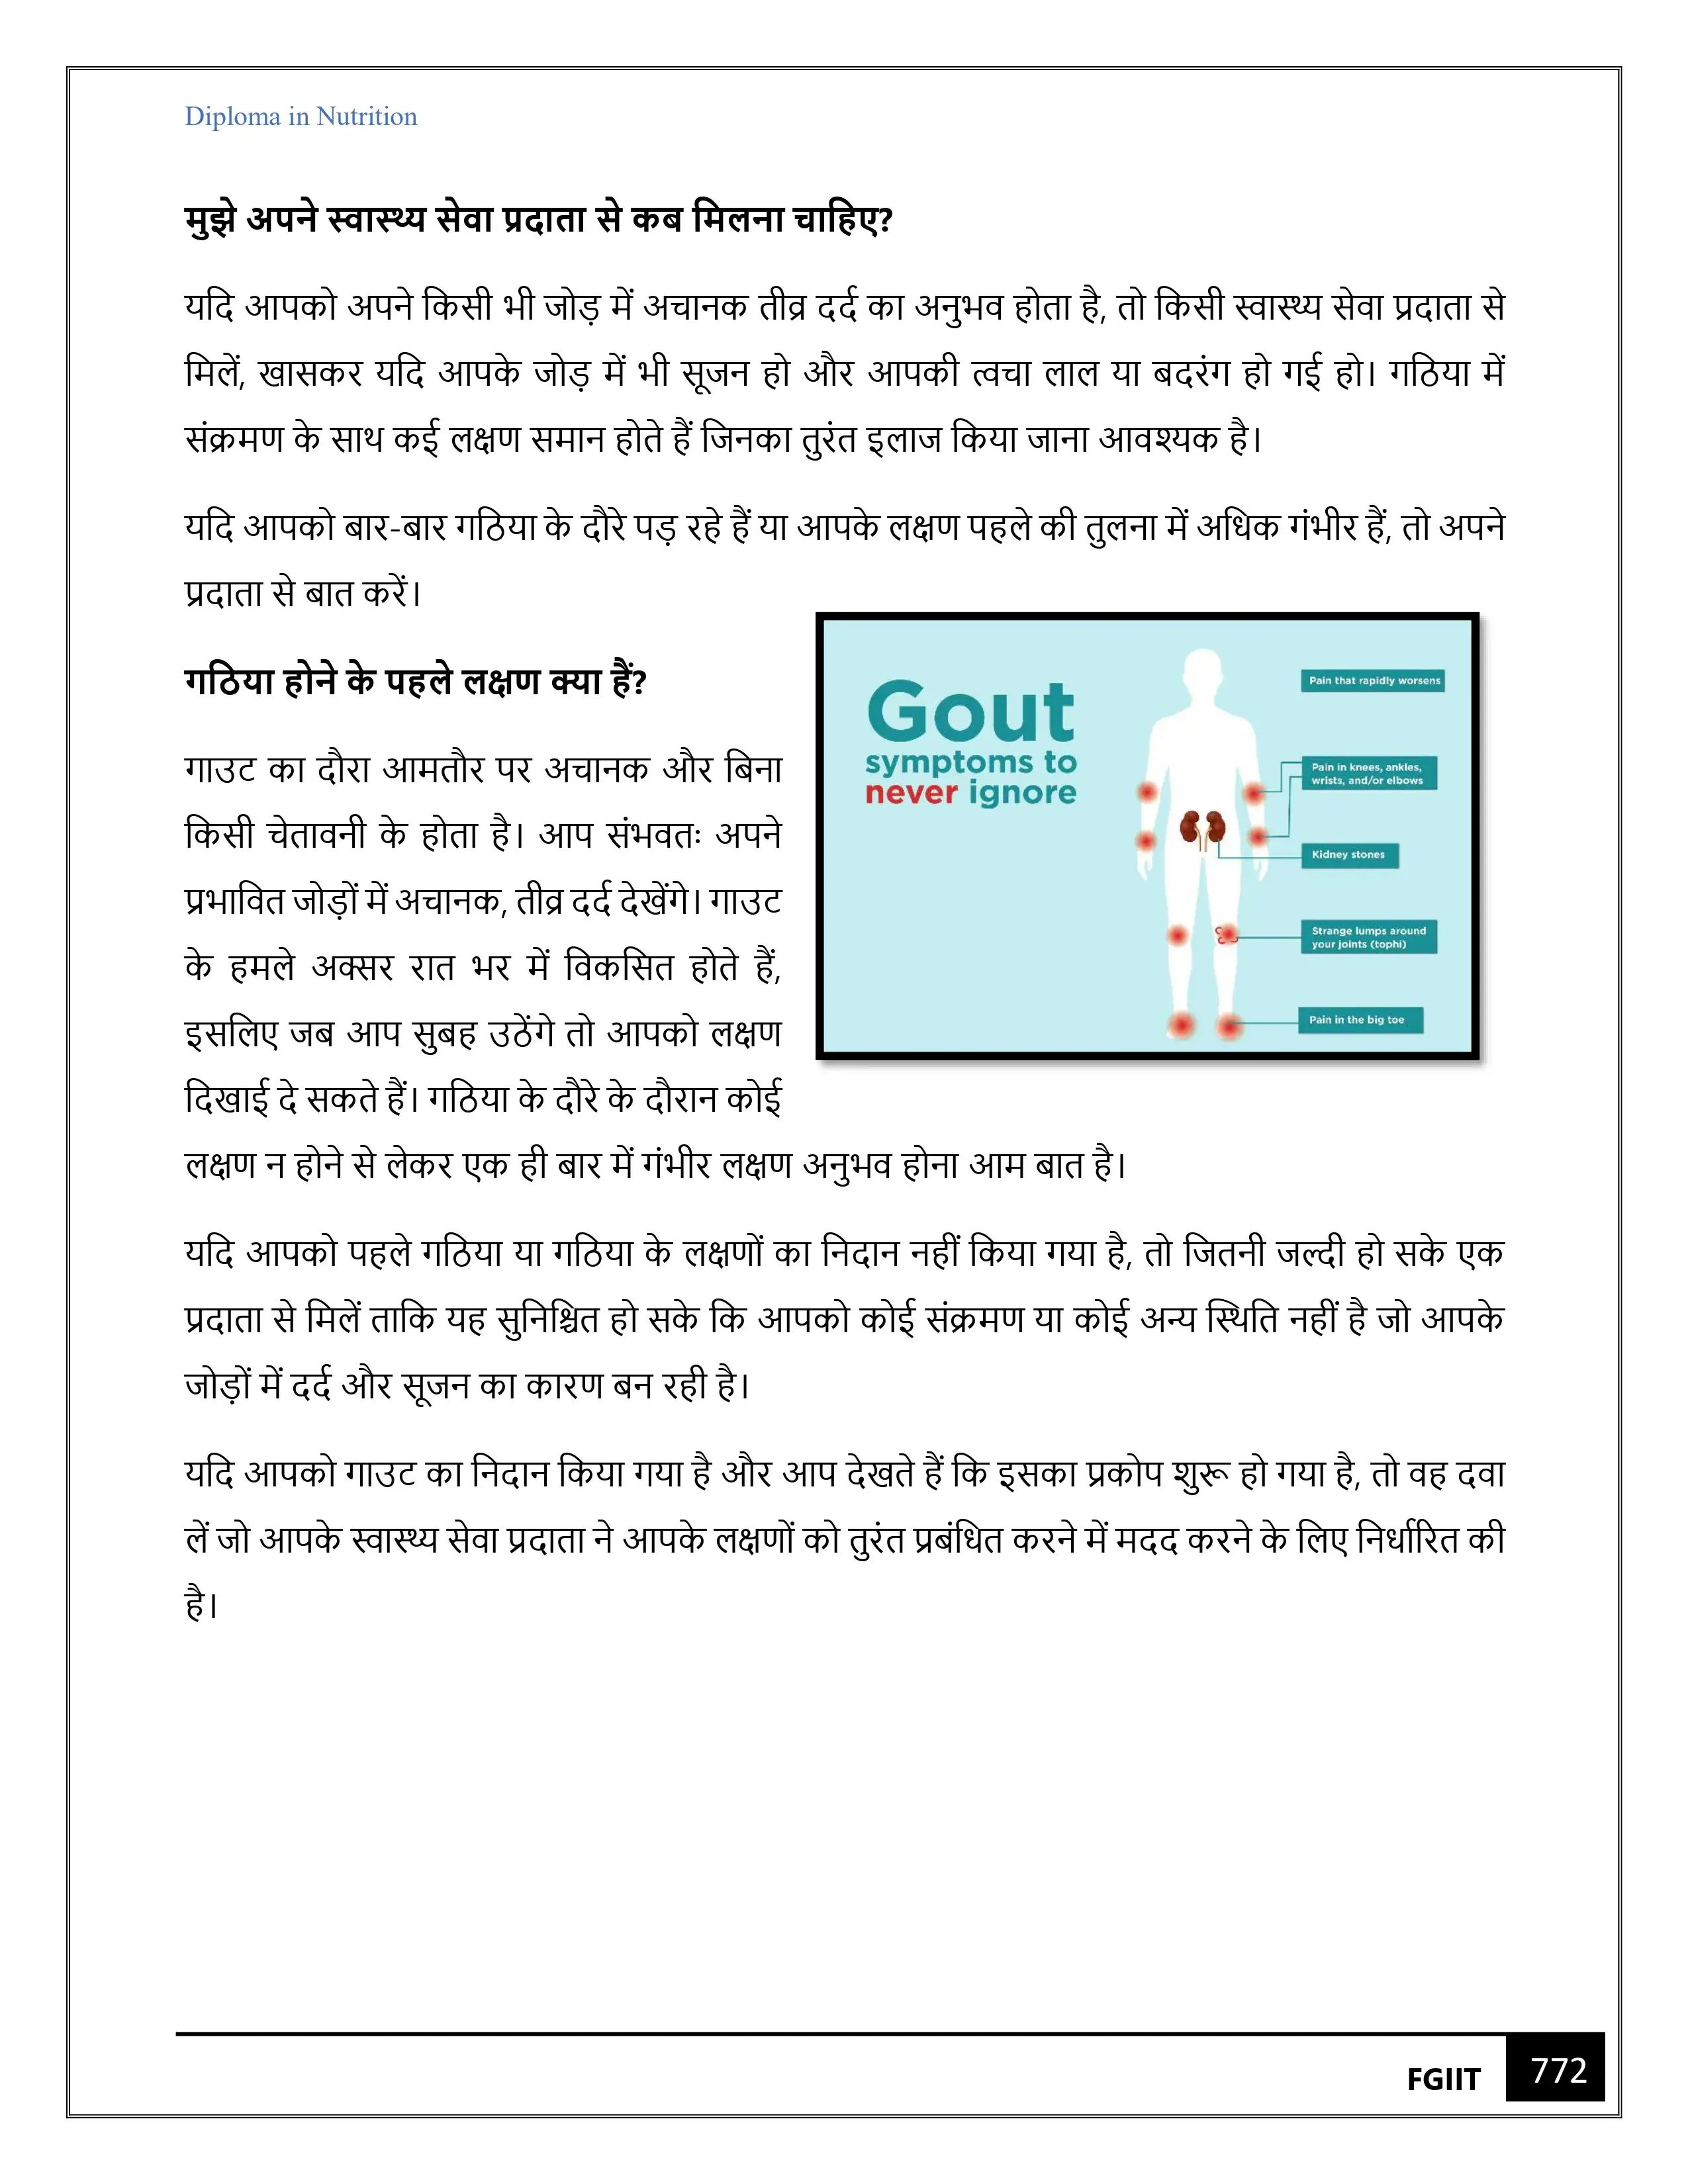 Diploma in Nutrition
मुझे अपने स्वास्थ्य सेवा प्रदाता से कब मिलना चाहिए?
यदि आपको अपने किसी भी जोड़ में अचानक तीव्र दर्द का अनुभव होता है, तो किसी स्वास्थ्य सेवा प्रदाता से
मिलें, खासकर यदि आपके जोड़ में भी सूजन हो और आपकी त्वचा लाल या बदरंग हो गई हो। गठिया में
संक्रमण के साथ कई लक्षण समान होते हैं जिनका तुरंत इलाज किया जाना आवश्यक है।
यदि आपको बार-बार गठिया के दौरे पड़ रहे हैं या आपके लक्षण पहले की तुलना में अधिक गंभीर हैं, तो अपने
प्रदाता से बात करें।
गठिया होने के पहले लक्षण क्या हैं?
गाउट का दौरा आमतौर पर अचानक और बिना
किसी चेतावनी के होता है। आप संभवतः अपने
प्रभावित जोड़ों में अचानक, तीव्र दर्द देखेंगे। गाउट
के हमले अक्सर रात भर में विकसित होते हैं,
इसलिए जब आप सुबह उठेंगे तो आपको लक्षण
दिखाई दे सकते हैं। गठिया के दौरे के दौरान कोई
लक्षण न होने से लेकर एक ही बार में गंभीर लक्षण अनुभव होना आम बात है।
Gout
symptoms to
never ignore
Pain that rapidly worsens
Pain in knees, ankles,
wrists, and/or elbows
Kidney stones
Strange lumps around
your joints (tophi)
Pain in the big toe
यदि आपको पहले गठिया या गठिया के लक्षणों का निदान नहीं किया गया है, तो जितनी जल्दी हो सके एक
प्रदाता से मिलें ताकि यह सुनिश्चित हो सके कि आपको कोई संक्रमण या कोई अन्य स्थिति नहीं है जो आपके
जोड़ों में दर्द और सूजन का कारण बन रही है।
यदि आपको गाउट का निदान किया गया है और आप देखते हैं कि इसका प्रकोप शुरू हो गया है, तो वह दवा
लें जो आपके स्वास्थ्य सेवा प्रदाता ने आपके लक्षणों को तुरंत प्रबंधित करने में मदद करने के लिए निर्धारित की
है।
FGIIT
772